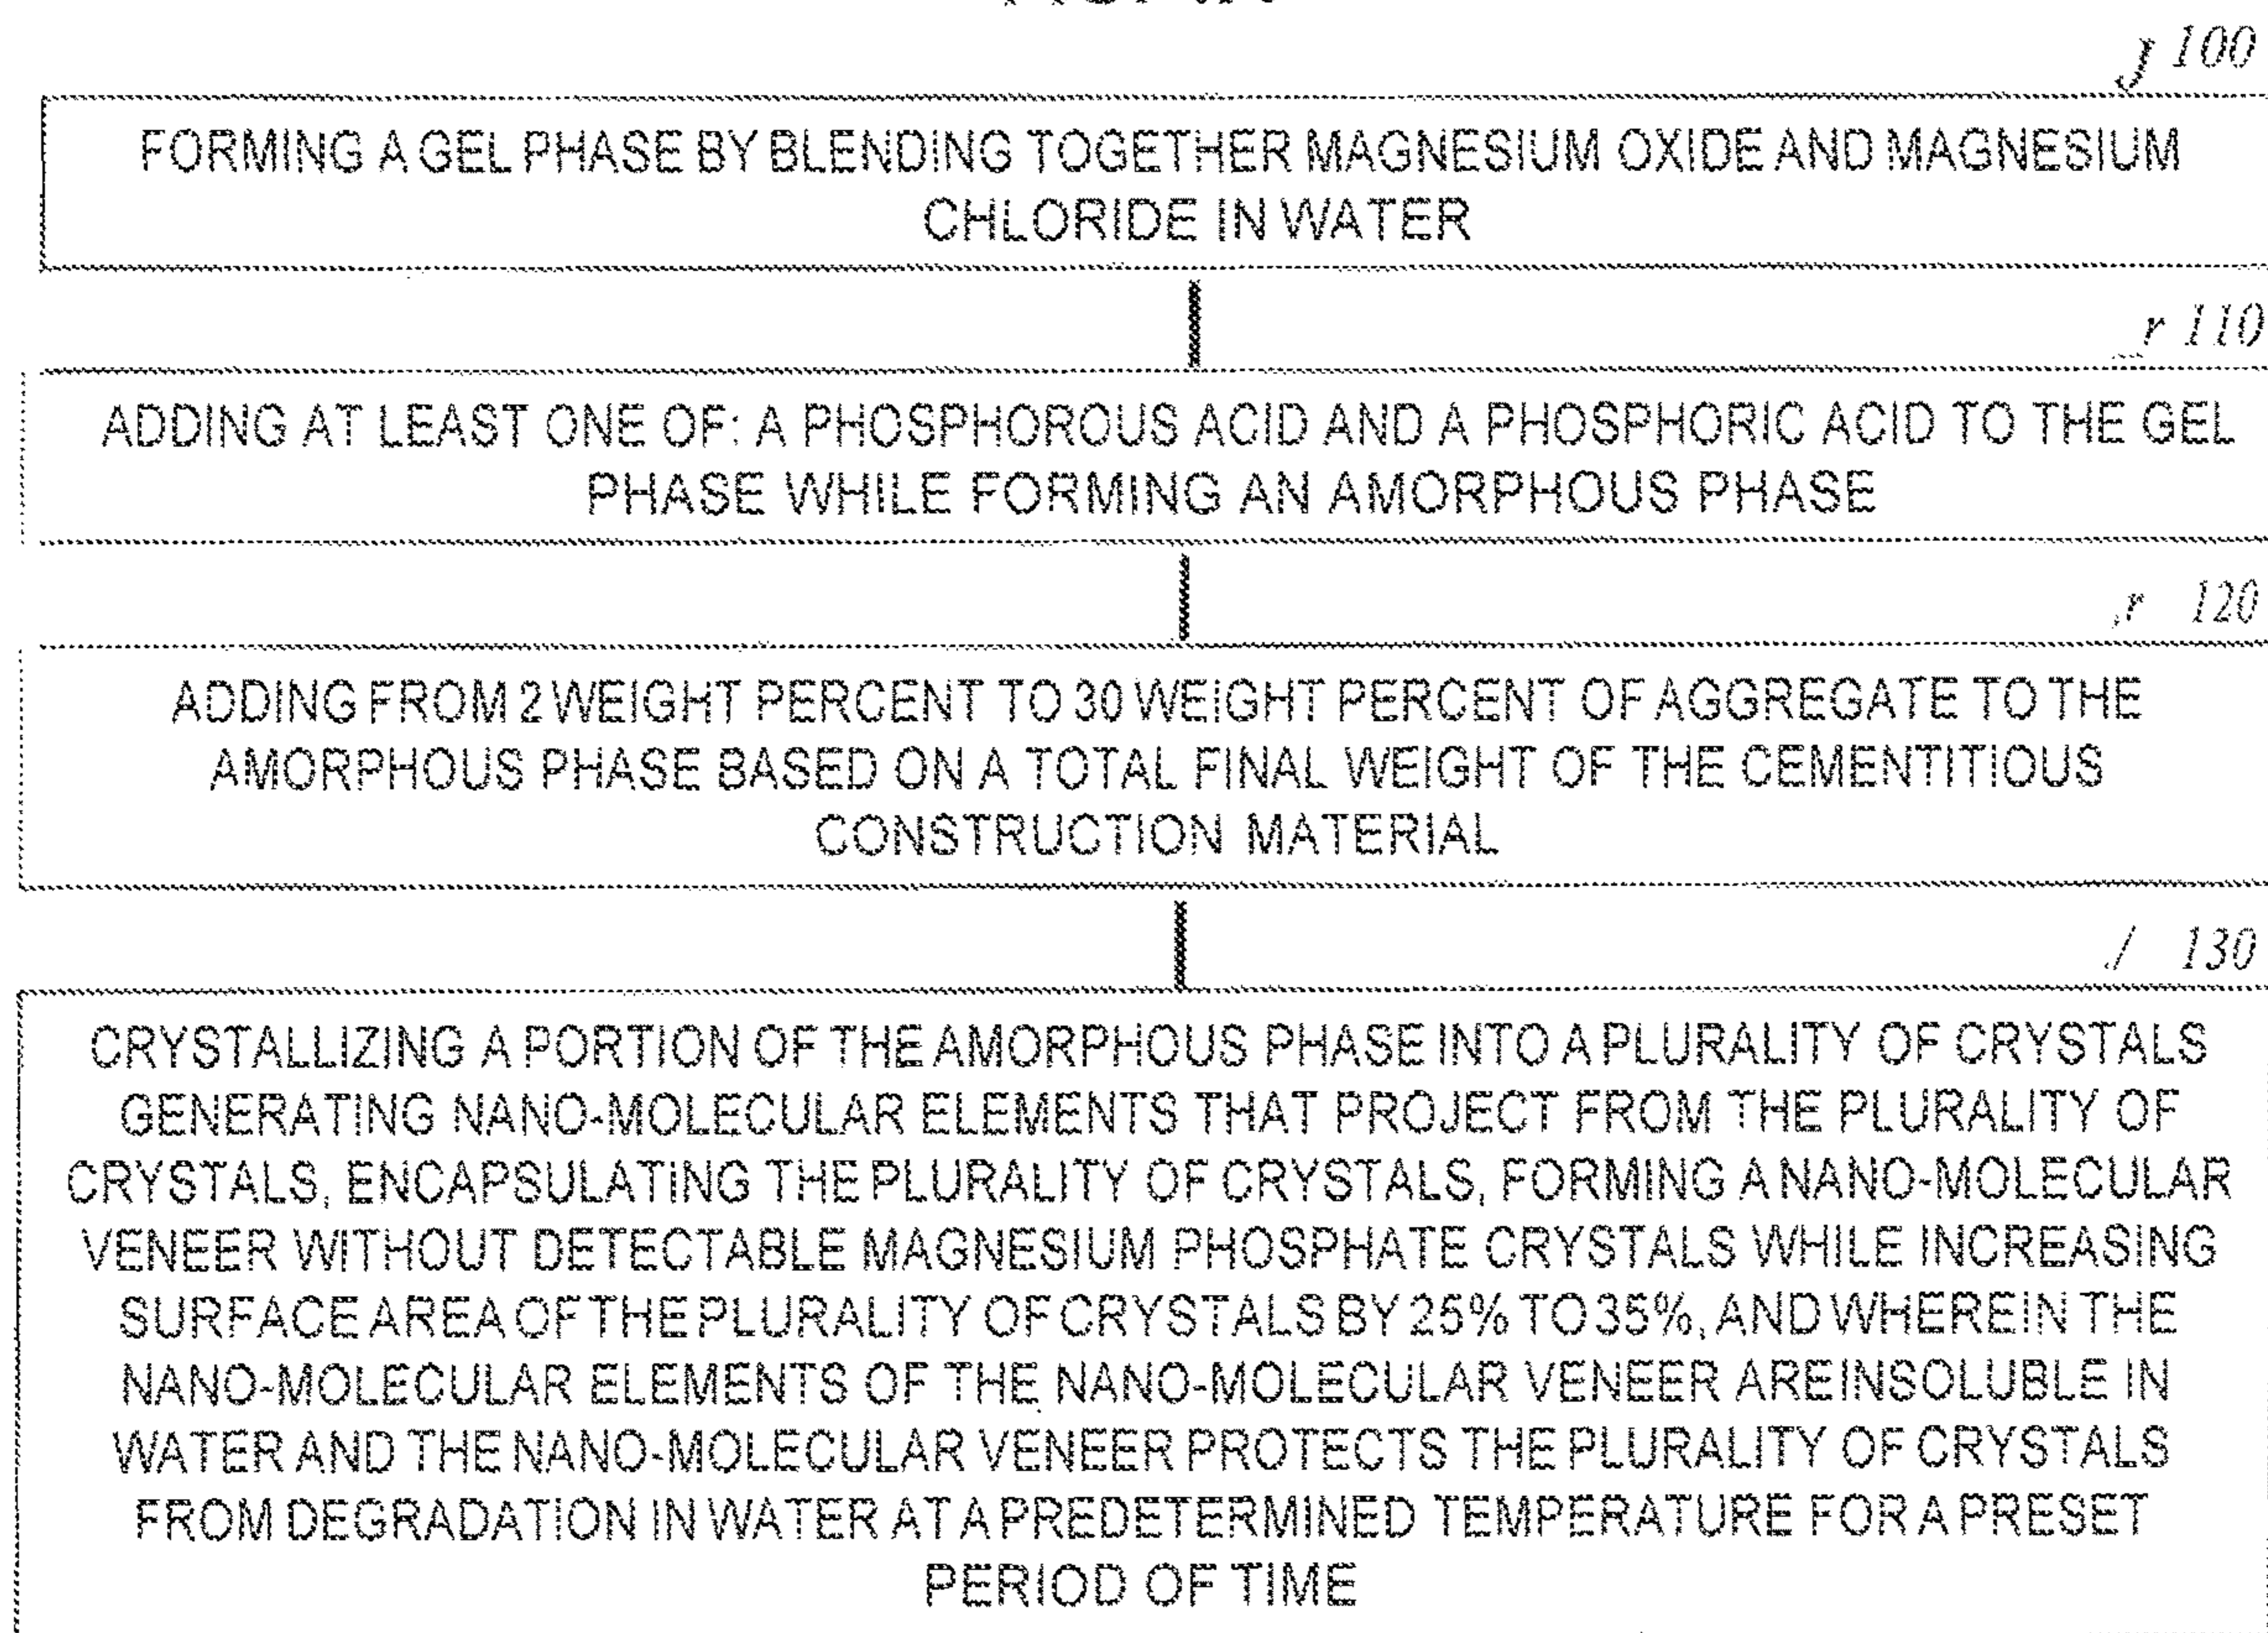 100
FORMING A GEL PHASE BY BLENDING TOGETHER MAGNESIUM OXIDE AND MAGNESIUM
CHLORIDE IN WATER
110
ADDING AT LEAST ONE OF: A PHOSPHOROUS ACID AND A PHOSPHORIC ACID TO THE GEL
PHASE WHILE FORMING AN AMORPHOUS PHASE
120
ADDING FROM 2 WEIGHT PERCENT TO 30 WEIGHT PERCENT OF AGGREGATE TO THE
AMORPHOUS PHASE BASED ON A TOTAL FINAL WEIGHT OF THE CEMENTITIOUS
CONSTRUCTION MATERIAL
130
CRYSTALLIZING A PORTION OF THE AMORPHOUS PHASE INTO A PLURALITY OF CRYSTALS
GENERATING NANO-MOLECULAR ELEMENTS THAT PROJECT FROM THE PLURALITY OF
CRYSTALS, ENCAPSULATING THE PLURALITY OF CRYSTALS, FORMING A NANO-MOLECULAR
VENEER WITHOUT DETECTABLE MAGNESIUM PHOSPHATE CRYSTALS WHILE INCREASING
SURFACE AREA OF THE PLURALITY OF CRYSTALS BY 25% TO 35%, AND WHEREIN THE
NANO-MOLECULAR ELEMENTS OF THE NANO-MOLECULAR VENEER ARE INSOLUBLE IN
WATER AND THE NANO-MOLECULAR VENEER PROTECTS THE PLURALITY OF CRYSTALS
FROM DEGRADATION IN WATER AT A PREDETERMINED TEMPERATURE FOR A PRESET
PERIOD OF TIME